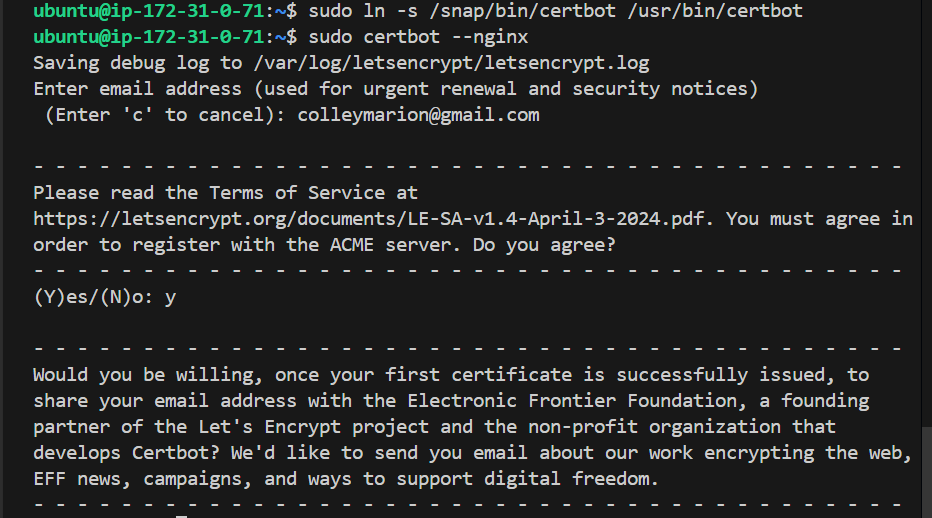 ubuntu@ip-172-31-0-71:~$ sudo ln -s /snap/bin/certbot /usr/bin/certbot
ubuntu@ip-172-31-0-71:~$ sudo certbot --nginx
Saving debug log to /var/log/letsencrypt/letsencrypt.log
Enter email address (used for urgent renewal and security notices)
 (Enter 'c' to cancel): colleymarion@gmail.com

- - - - - - - - - - - - - - - - - - - - - - - - - - - - - - - - - - - - - - - -
Please read the Terms of Service at
https://letsencrypt.org/documents/LE-SA-v1.4-April-3-2024.pdf. You must agree in
order to register with the ACME server. Do you agree?
- - - - - - - - - - - - - - - - - - - - - - - - - - - - - - - - - - - - - - - -
(Y)es/(N)o: y

- - - - - - - - - - - - - - - - - - - - - - - - - - - - - - - - - - - - - - - -
Would you be willing, once your first certificate is successfully issued, to
share your email address with the Electronic Frontier Foundation, a founding
partner of the Let's Encrypt project and the non-profit organization that
develops Certbot? We'd like to send you email about our work encrypting the web,
EFF news, campaigns, and ways to support digital freedom.
- - - - - - - - - - - - - - - - - - - - - - - - - - - - - - - - - - - - - - - -